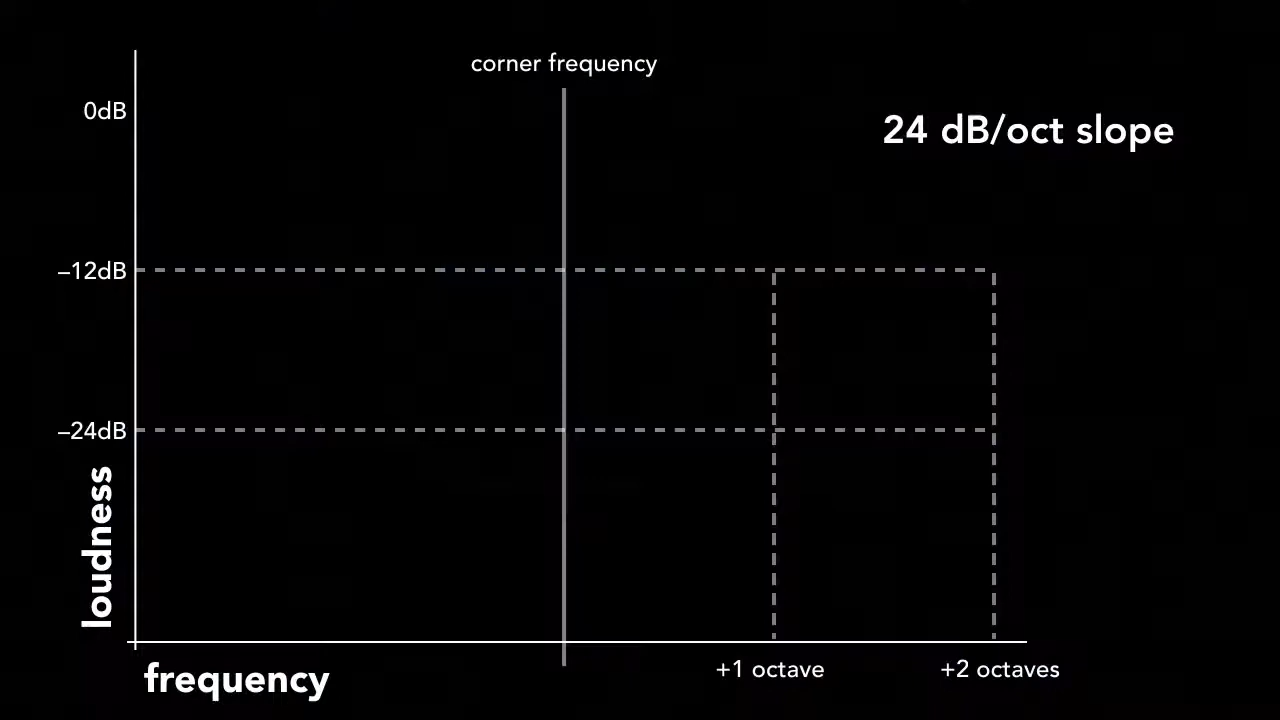 corner frequency
0dB
24 dB/oct slope
–12dB
–24dB
loudness
frequency
+1 octave
+2 octaves